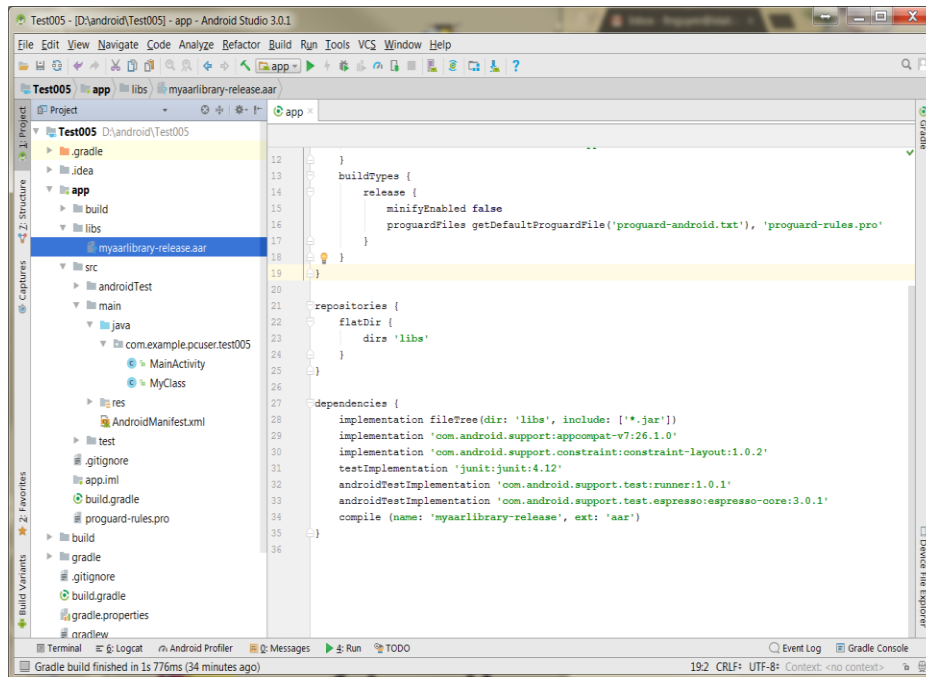 Test005 - [D:\android\Test005] - app - Android Studio 3.0.1
File Edit View Navigate Code Analyze Refactor Build Run Tools VCS Window Help
app
Test005 app libs myaarlibrary-release.aar
Project
app
1: Project
Z: Structure
Captures
2: Favorites
Build Variants
Gradle
Device File Explorer
Test005 D:\android\Test005
.gradle
.idea
app
build
libs
myaarlibrary-release.aar
src
androidTest
main
java
com.example.pcuser.test005
MainActivity
MyClass
res
AndroidManifest.xml
test
.gitignore
app.iml
build.gradle
proguard-rules.pro
build
gradle
.gitignore
build.gradle
gradle.properties
gradlew
12 }
13 buildTypes {
14 release {
15 minifyEnabled false
16 proguardFiles getDefaultProguardFile('proguard-android.txt'), 'proguard-rules.pro'
17 }
18 }
19 }
20
21 repositories {
22 flatDir {
23 dirs 'libs'
24 }
25 }
26
27 dependencies {
28 implementation fileTree(dir: 'libs', include: ['*.jar'])
29 implementation 'com.android.support:appcompat-v7:26.1.0'
30 implementation 'com.android.support.constraint:constraint-layout:1.0.2'
31 testImplementation 'junit:junit:4.12'
32 androidTestImplementation 'com.android.support.test:runner:1.0.1'
33 androidTestImplementation 'com.android.support.test.espresso:espresso-core:3.0.1'
34 compile (name: 'myaarlibrary-release', ext: 'aar')
35 }
36
Terminal 6: Logcat Android Profiler 0: Messages 4: Run TODO Event Log Gradle Console
Gradle build finished in 1s 776ms (34 minutes ago) 19:2 CRLF UTF-8 Context: <no context>